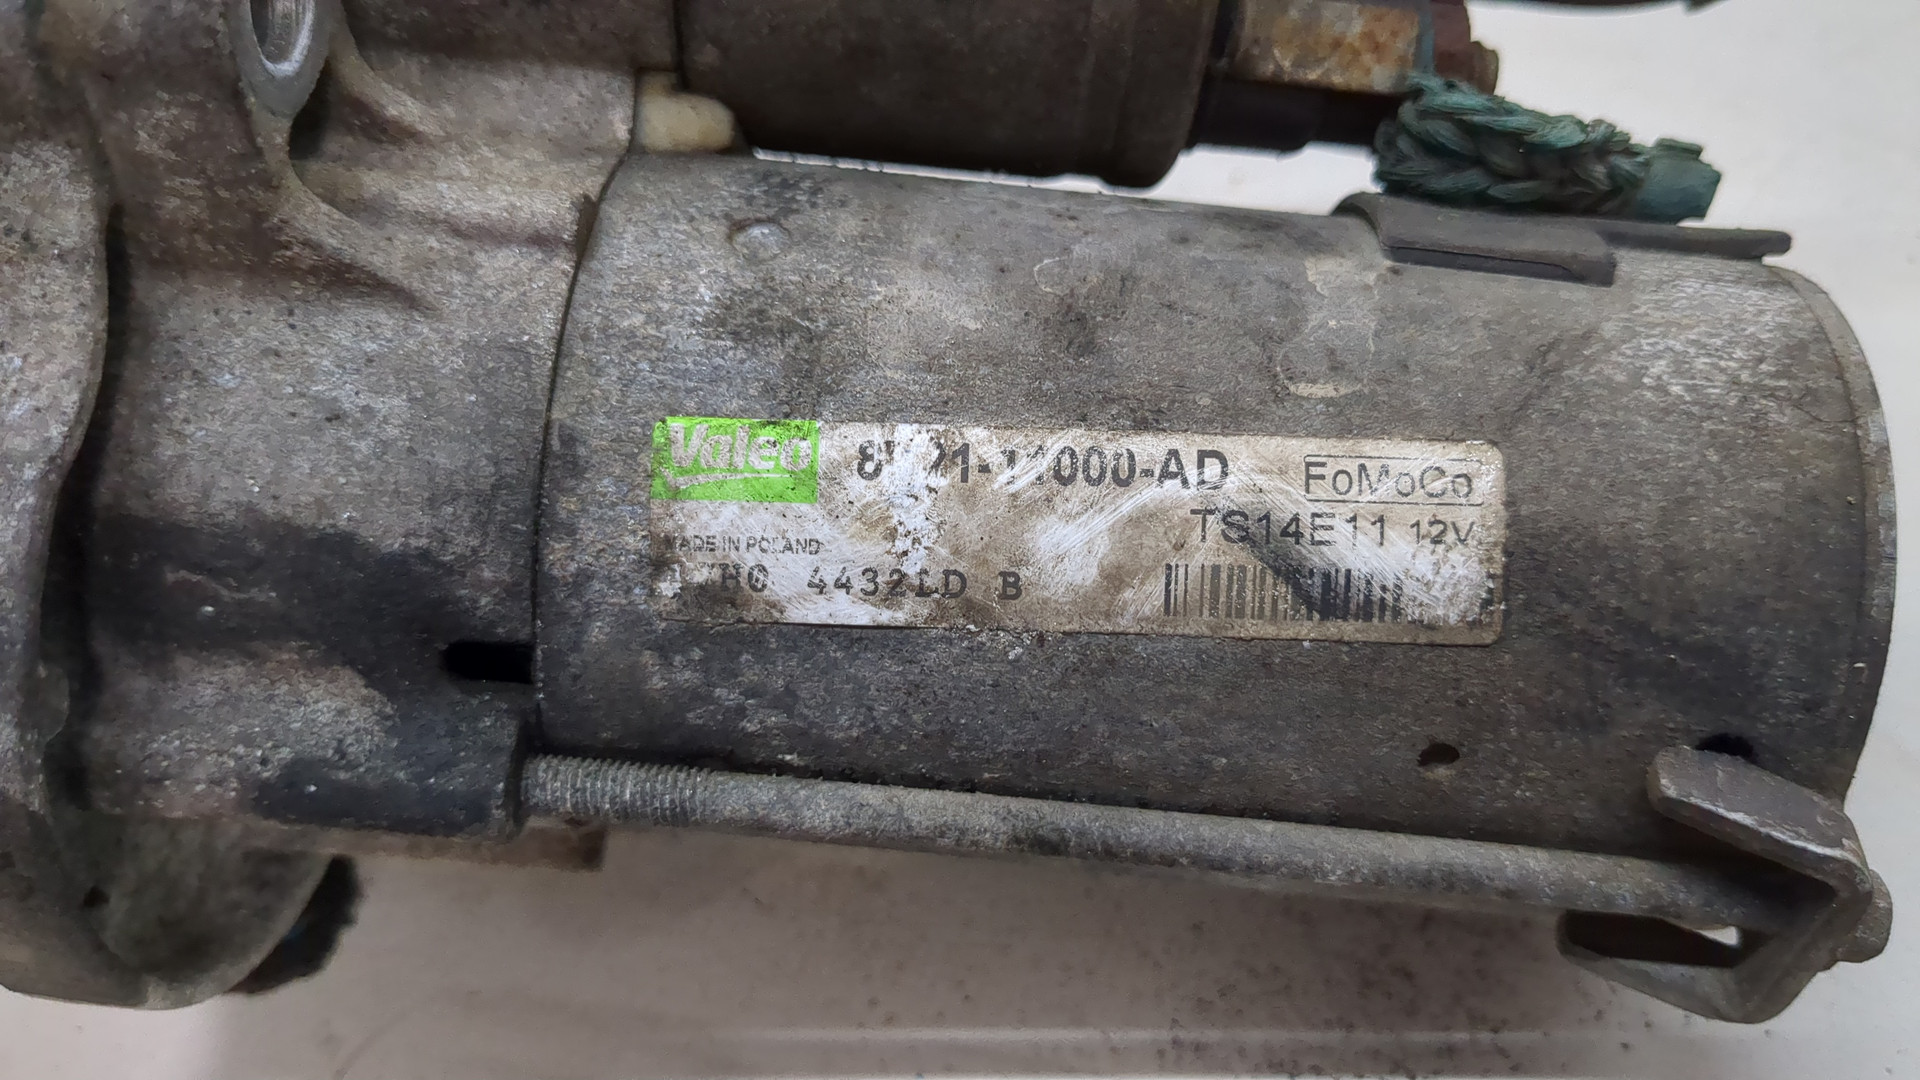 Valeo
FoMoCo
TS14E11 12V
MADE IN POLAND
4432LD B